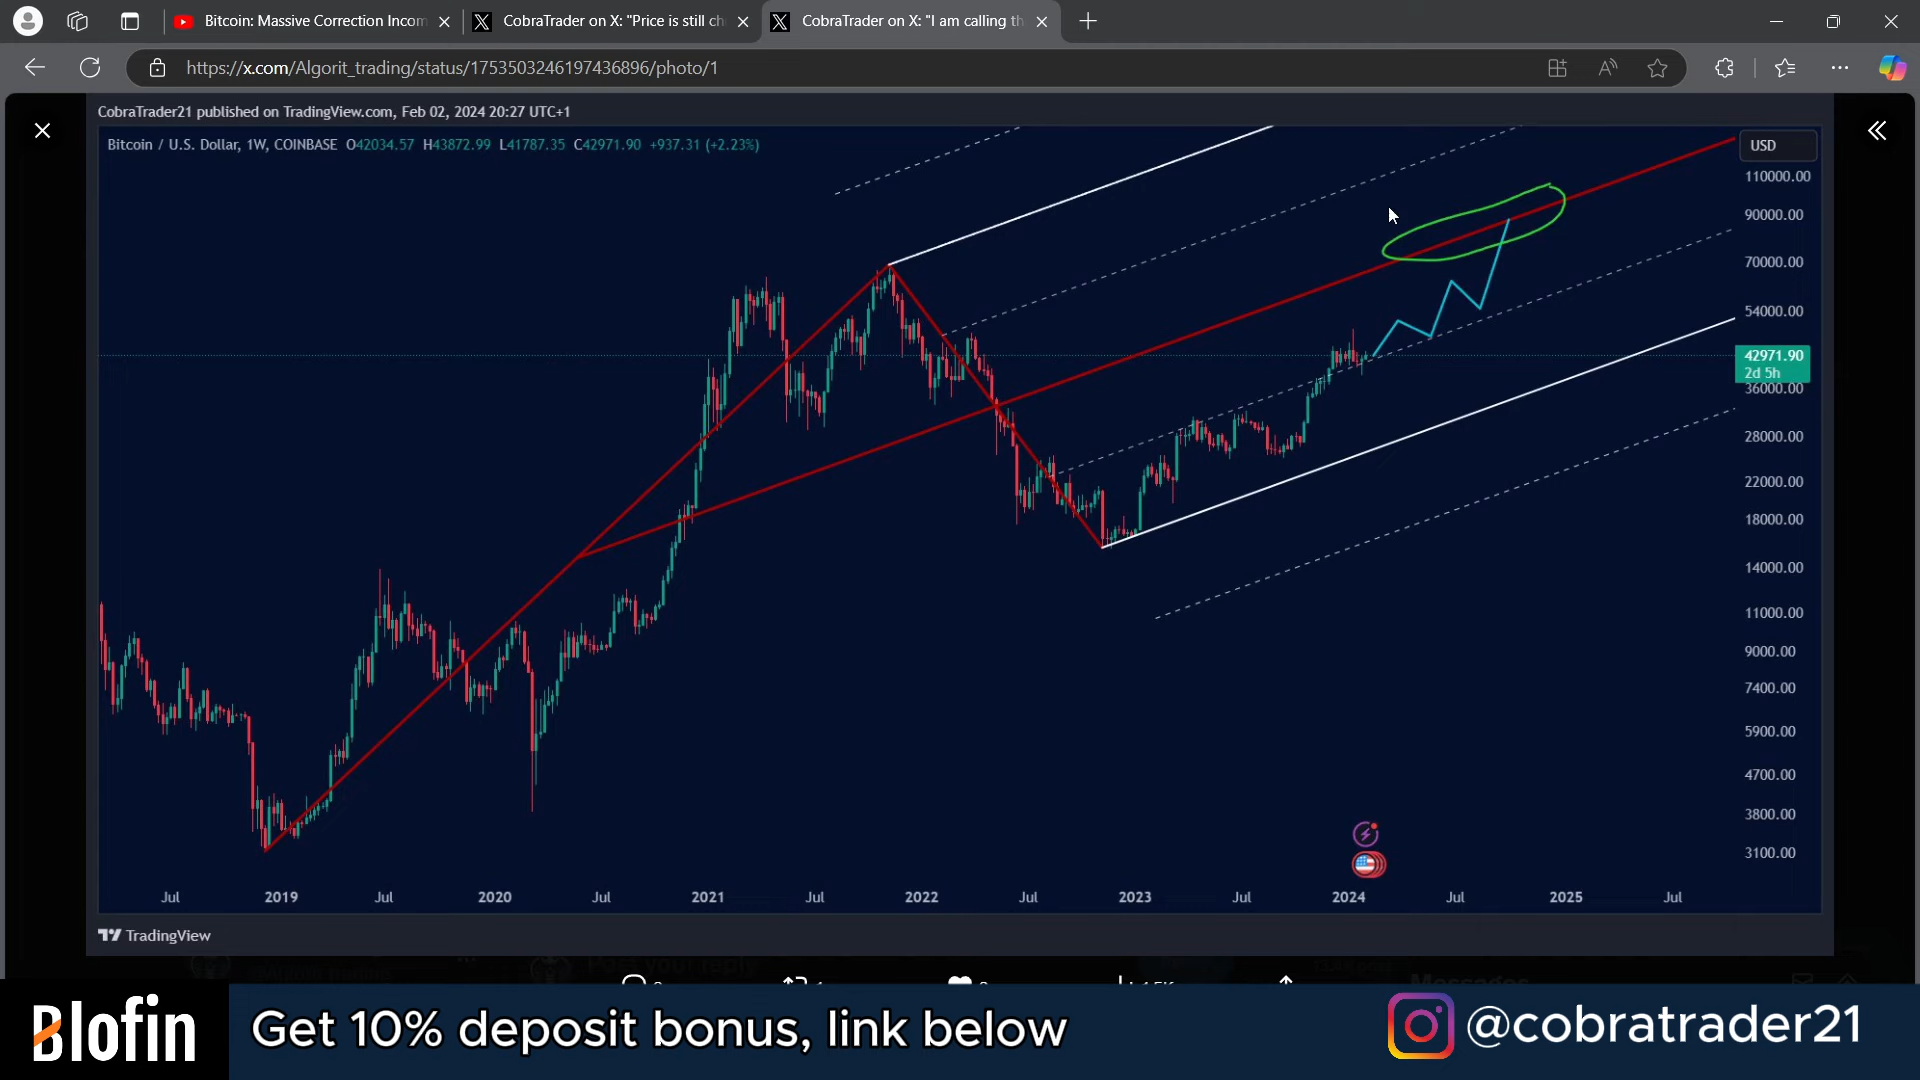 Bitcoin: Massive Correction Incom
CobraTrader on X: "Price is still ch
CobraTrader on X: "I am calling th
https://x.com/Algorit_trading/status/1753503246197436896/photo/1
CobraTrader21 published on TradingView.com, Feb 02, 2024 20:27 UTC+1
Bitcoin / U.S. Dollar, 1W, COINBASE O42034.57 H43872.99 L41787.35 C42971.90 +937.31 (+2.23%)
USD
110000.00
90000.00
70000.00
54000.00
42971.90
2d 5h
36000.00
28000.00
22000.00
18000.00
14000.00
11000.00
9000.00
7400.00
5900.00
4700.00
3800.00
3100.00
Jul 2019 Jul 2020 Jul 2021 Jul 2022 Jul 2023 Jul 2024 Jul 2025 Jul
TradingView
Post your reply
Messages
Blofin
Get 10% deposit bonus, link below
@cobratrader21